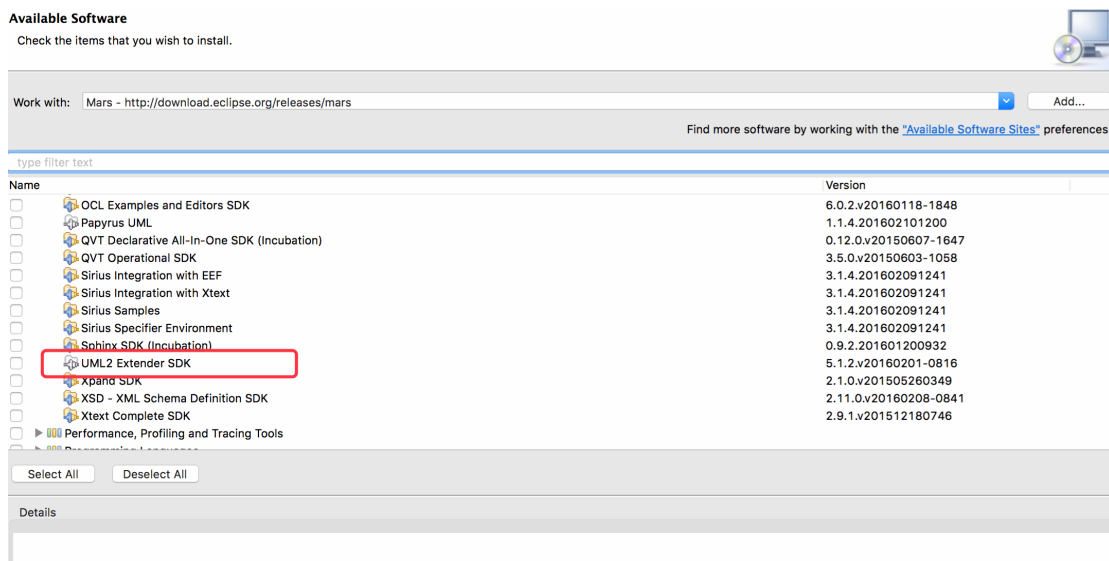 Available Software
Check the items that you wish to install.
Work with: Mars - http://download.eclipse.org/releases/mars Add...
Find more software by working with the "Available Software Sites" preferences
type filter text
Name Version
OCL Examples and Editors SDK 6.0.2.v20160118-1848
Papyrus UML 1.1.4.201602101200
QVT Declarative All-In-One SDK (Incubation) 0.12.0.v20150607-1647
QVT Operational SDK 3.5.0.v20150603-1058
Sirius Integration with EEF 3.1.4.201602091241
Sirius Integration with Xtext 3.1.4.201602091241
Sirius Samples 3.1.4.201602091241
Sirius Specifier Environment 3.1.4.201602091241
Sphinx SDK (Incubation) 0.9.2.201601200932
UML2 Extender SDK 5.1.2.v20160201-0816
Xpand SDK 2.1.0.v201505260349
XSD - XML Schema Definition SDK 2.11.0.v20160208-0841
Xtext Complete SDK 2.9.1.v201512180746
Performance, Profiling and Tracing Tools
Programming Languages
Select All Deselect All
Details